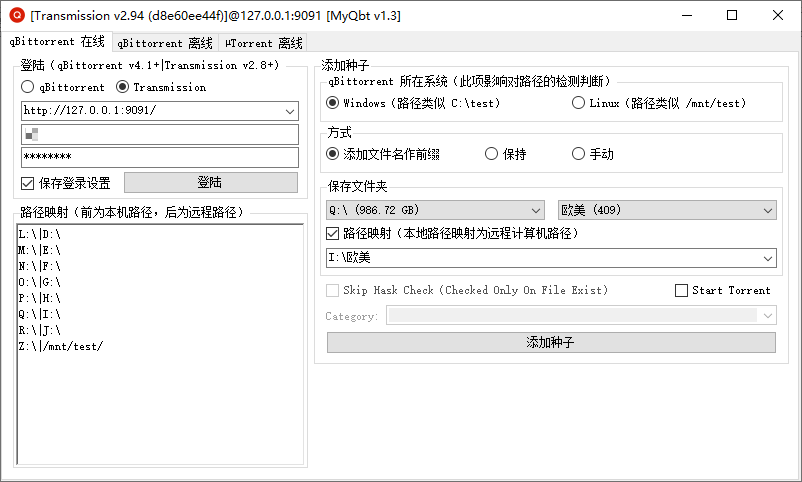 [Transmission v2.94 (d8e60ee44f)]@127.0.0.1:9091 [MyQbt v1.3]
qBittorrent 在线
qBittorrent 离线
µTorrent 离线
登陆（qBittorrent v4.1+|Transmission v2.8+）
qBittorrent
Transmission
http://127.0.0.1:9091/
********
保存登录设置
登陆
路径映射（前为本机路径，后为远程路径）
L:\|D:\
M:\|E:\
N:\|F:\
O:\|G:\
P:\|H:\
Q:\|I:\
R:\|J:\
Z:\|/mnt/test/
添加种子
qBittorrent 所在系统（此项影响对路径的检测判断）
Windows（路径类似 C:\test）
Linux（路径类似 /mnt/test）
方式
添加文件名作前缀
保持
手动
保存文件夹
Q:\ (986.72 GB)
欧美 (409)
路径映射（本地路径映射为远程计算机路径）
I:\欧美
Skip Hask Check (Checked Only On File Exist)
Start Torrent
Category:
添加种子